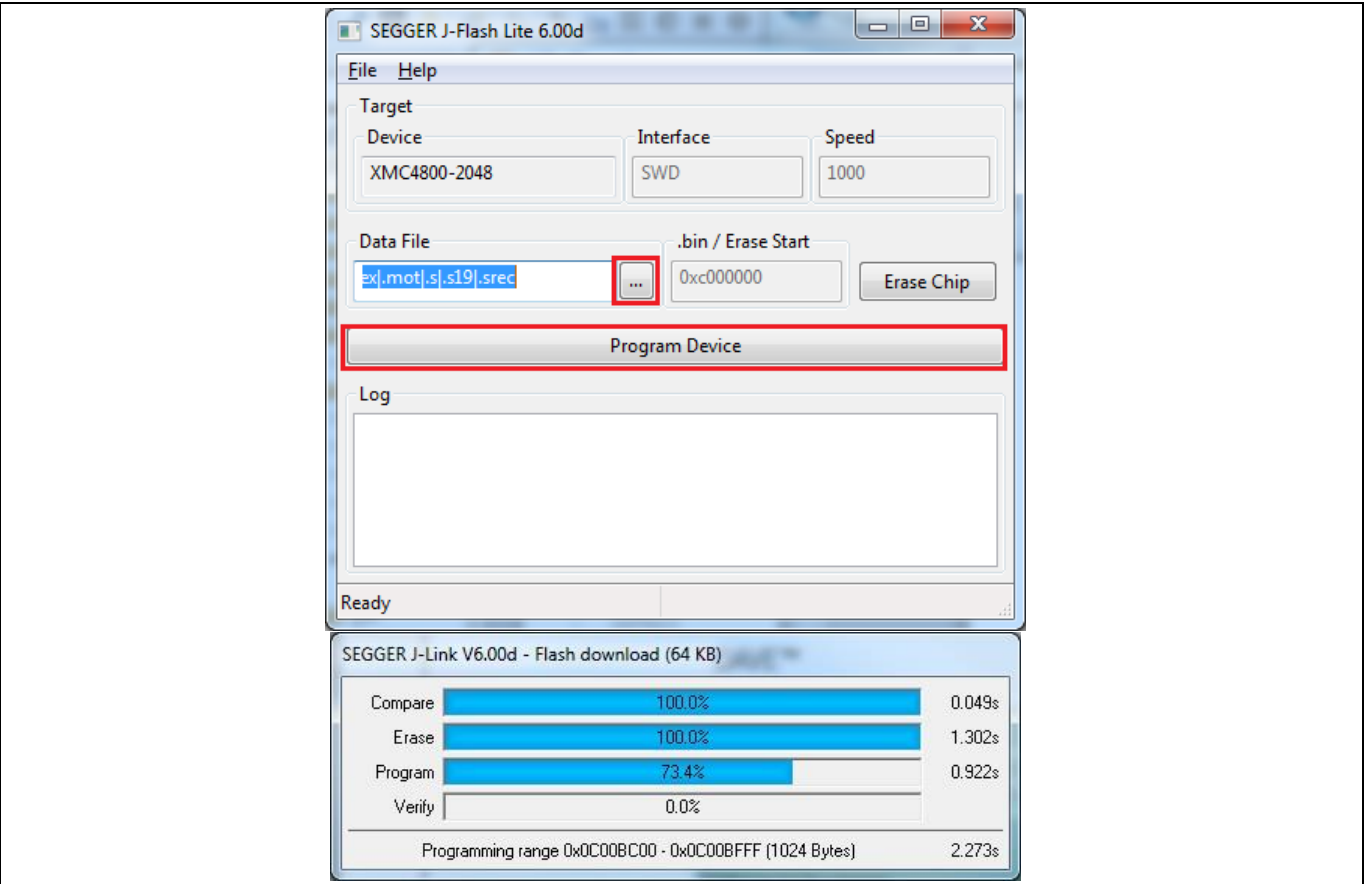 SEGGER J-Flash Lite 6.00d
File Help
Target
Device Interface Speed
XMC4800-2048 SWD 1000
Data File .bin / Erase Start
ex|.mot|.s|.s19|.srec ... 0xc000000 Erase Chip
Program Device
Log
Ready
SEGGER J-Link V6.00d - Flash download (64 KB)
Compare 100.0% 0.049s
Erase 100.0% 1.302s
Program 73.4% 0.922s
Verify 0.0%
Programming range 0x0C00BC00 - 0x0C00BFFF (1024 Bytes) 2.273s